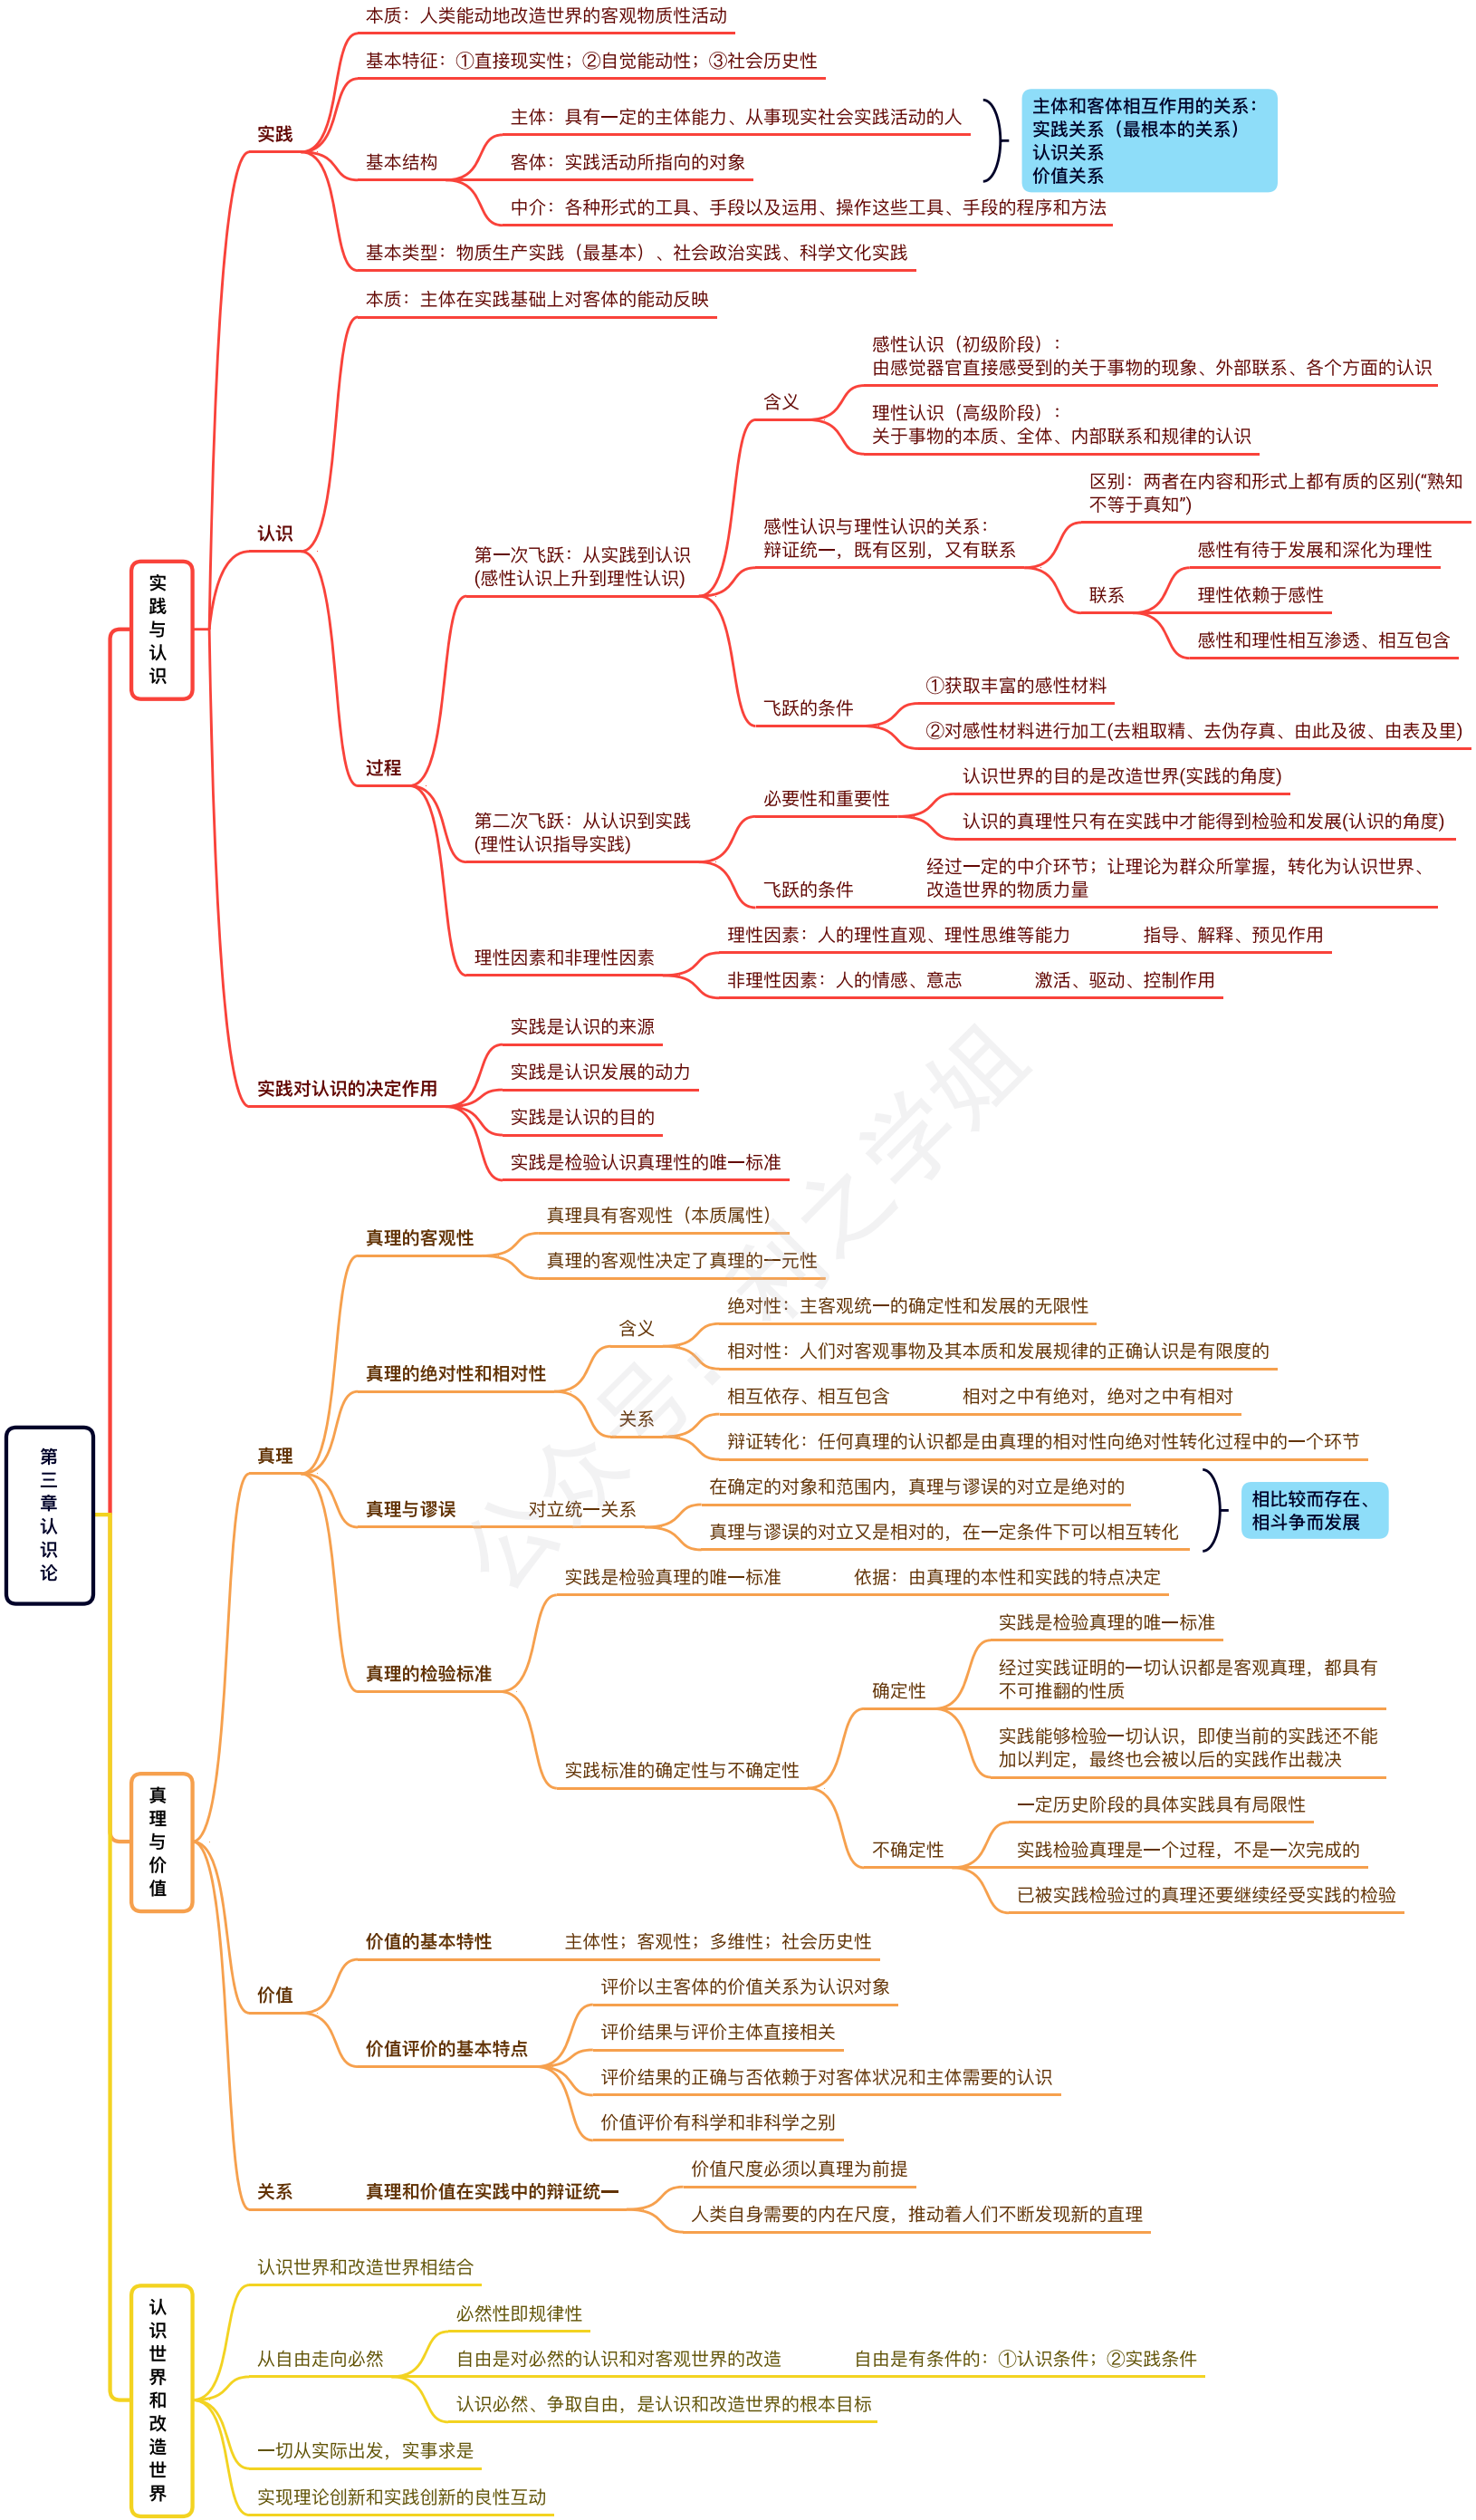 第三章认识论
实践与认识
实践
本质：人类能动地改造世界的客观物质性活动
基本特征：①直接现实性；②自觉能动性；③社会历史性
基本结构
主体：具有一定的主体能力、从事现实社会实践活动的人
客体：实践活动所指向的对象
中介：各种形式的工具、手段以及运用、操作这些工具、手段的程序和方法
主体和客体相互作用的关系：
实践关系（最根本的关系）
认识关系
价值关系
基本类型：物质生产实践（最基本）、社会政治实践、科学文化实践
认识
本质：主体在实践基础上对客体的能动反映
过程
第一次飞跃：从实践到认识
(感性认识上升到理性认识)
含义
感性认识（初级阶段）：
由感觉器官直接感受到的关于事物的现象、外部联系、各个方面的认识
理性认识（高级阶段）：
关于事物的本质、全体、内部联系和规律的认识
感性认识与理性认识的关系：
辩证统一，既有区别，又有联系
区别：两者在内容和形式上都有质的区别(“熟知
不等于真知”)
联系
感性有待于发展和深化为理性
理性依赖于感性
感性和理性相互渗透、相互包含
飞跃的条件
①获取丰富的感性材料
②对感性材料进行加工(去粗取精、去伪存真、由此及彼、由表及里)
第二次飞跃：从认识到实践
(理性认识指导实践)
必要性和重要性
认识世界的目的是改造世界(实践的角度)
认识的真理性只有在实践中才能得到检验和发展(认识的角度)
飞跃的条件
经过一定的中介环节；让理论为群众所掌握，转化为认识世界、
改造世界的物质力量
理性因素和非理性因素
理性因素：人的理性直观、理性思维等能力
指导、解释、预见作用
非理性因素：人的情感、意志
激活、驱动、控制作用
实践对认识的决定作用
实践是认识的来源
实践是认识发展的动力
实践是认识的目的
实践是检验认识真理性的唯一标准
真理与价值
真理
真理的客观性
真理具有客观性（本质属性）
真理的客观性决定了真理的一元性
真理的绝对性和相对性
含义
绝对性：主客观统一的确定性和发展的无限性
相对性：人们对客观事物及其本质和发展规律的正确认识是有限度的
关系
相互依存、相互包含
相对之中有绝对，绝对之中有相对
辩证转化：任何真理的认识都是由真理的相对性向绝对性转化过程中的一个环节
真理与谬误
对立统一关系
在确定的对象和范围内，真理与谬误的对立是绝对的
真理与谬误的对立又是相对的，在一定条件下可以相互转化
相比较而存在、
相斗争而发展
真理的检验标准
实践是检验真理的唯一标准
依据：由真理的本性和实践的特点决定
实践标准的确定性与不确定性
确定性
实践是检验真理的唯一标准
经过实践证明的一切认识都是客观真理，都具有
不可推翻的性质
实践能够检验一切认识，即使当前的实践还不能
加以判定，最终也会被以后的实践作出裁决
不确定性
一定历史阶段的具体实践具有局限性
实践检验真理是一个过程，不是一次完成的
已被实践检验过的真理还要继续经受实践的检验
价值
价值的基本特性
主体性；客观性；多维性；社会历史性
价值评价的基本特点
评价以主客体的价值关系为认识对象
评价结果与评价主体直接相关
评价结果的正确与否依赖于对客体状况和主体需要的认识
价值评价有科学和非科学之别
关系
真理和价值在实践中的辩证统一
价值尺度必须以真理为前提
人类自身需要的内在尺度，推动着人们不断发现新的直理
认识世界和改造世界
认识世界和改造世界相结合
从自由走向必然
必然性即规律性
自由是对必然的认识和对客观世界的改造
自由是有条件的：①认识条件；②实践条件
认识必然、争取自由，是认识和改造世界的根本目标
一切从实际出发，实事求是
实现理论创新和实践创新的良性互动
公众号：利之学姐